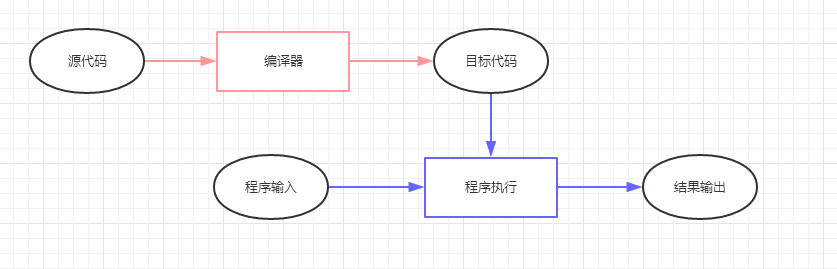 源代码
编译器
目标代码
程序输入
程序执行
结果输出